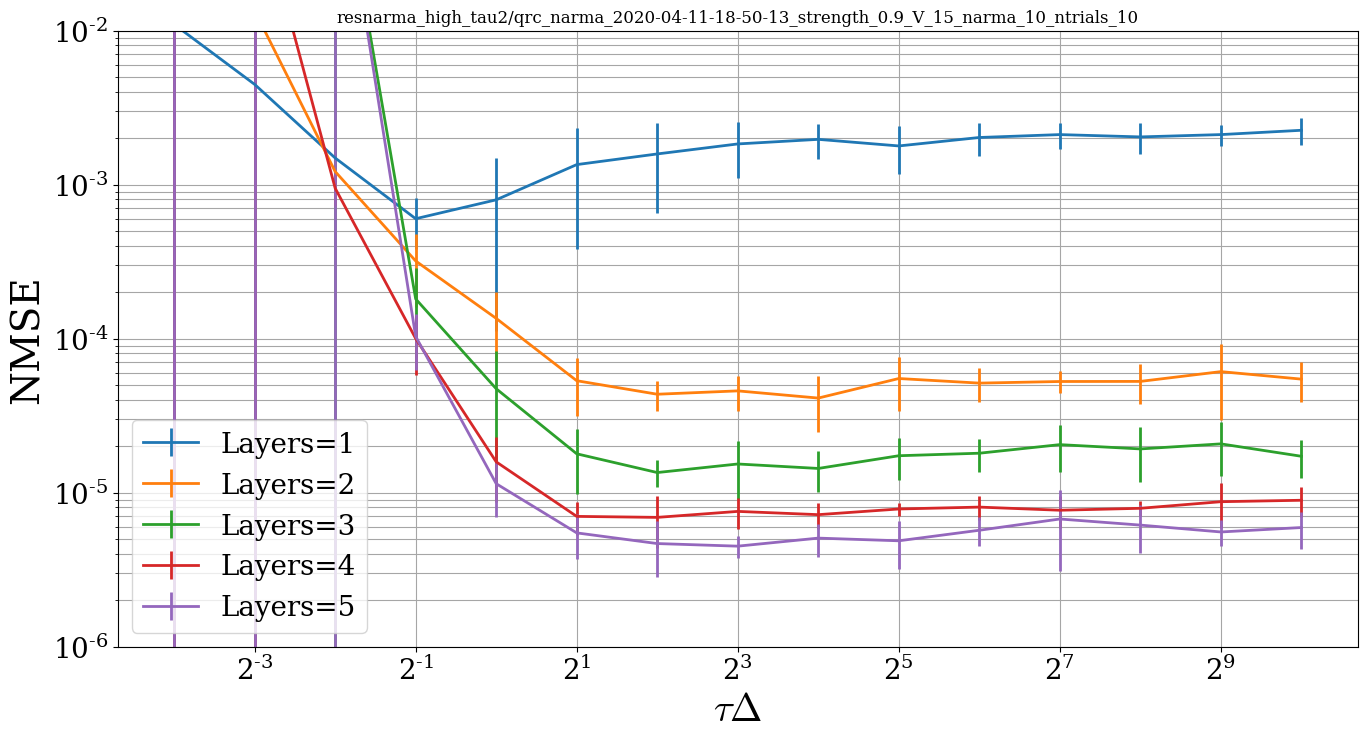 resnarma_high_tau2/qrc_narma_2020-04-11-18-50-13_strength_0.9_V_15_narma_10_ntrials_10
10^-2
10^-3
10^-4
10^-5
10^-6
NMSE
Layers=1
Layers=2
Layers=3
Layers=4
Layers=5
2^-3 2^-1 2^1 2^3 2^5 2^7 2^9
τΔ